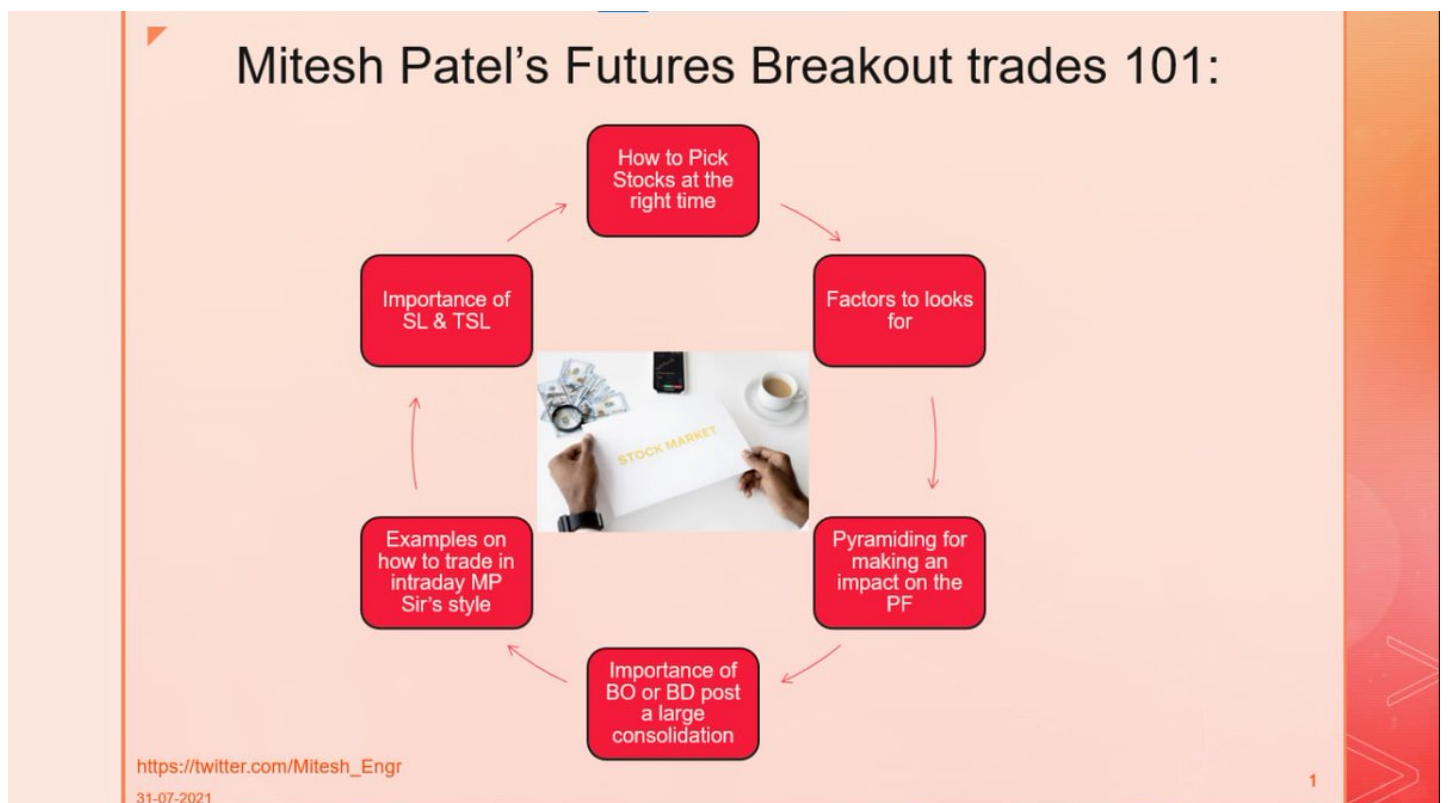 Mitesh Patel’s Futures Breakout trades 101:
How to Pick
Stocks at the
right time
Factors to looks
for
Pyramiding for
making an
impact on the
PF
Importance of
BO or BD post
a large
consolidation
Examples on
how to trade in
intraday MP
Sir’s style
Importance of
SL & TSL
STOCK MARKET
https://twitter.com/Mitesh_Engr
31-07-2021
1